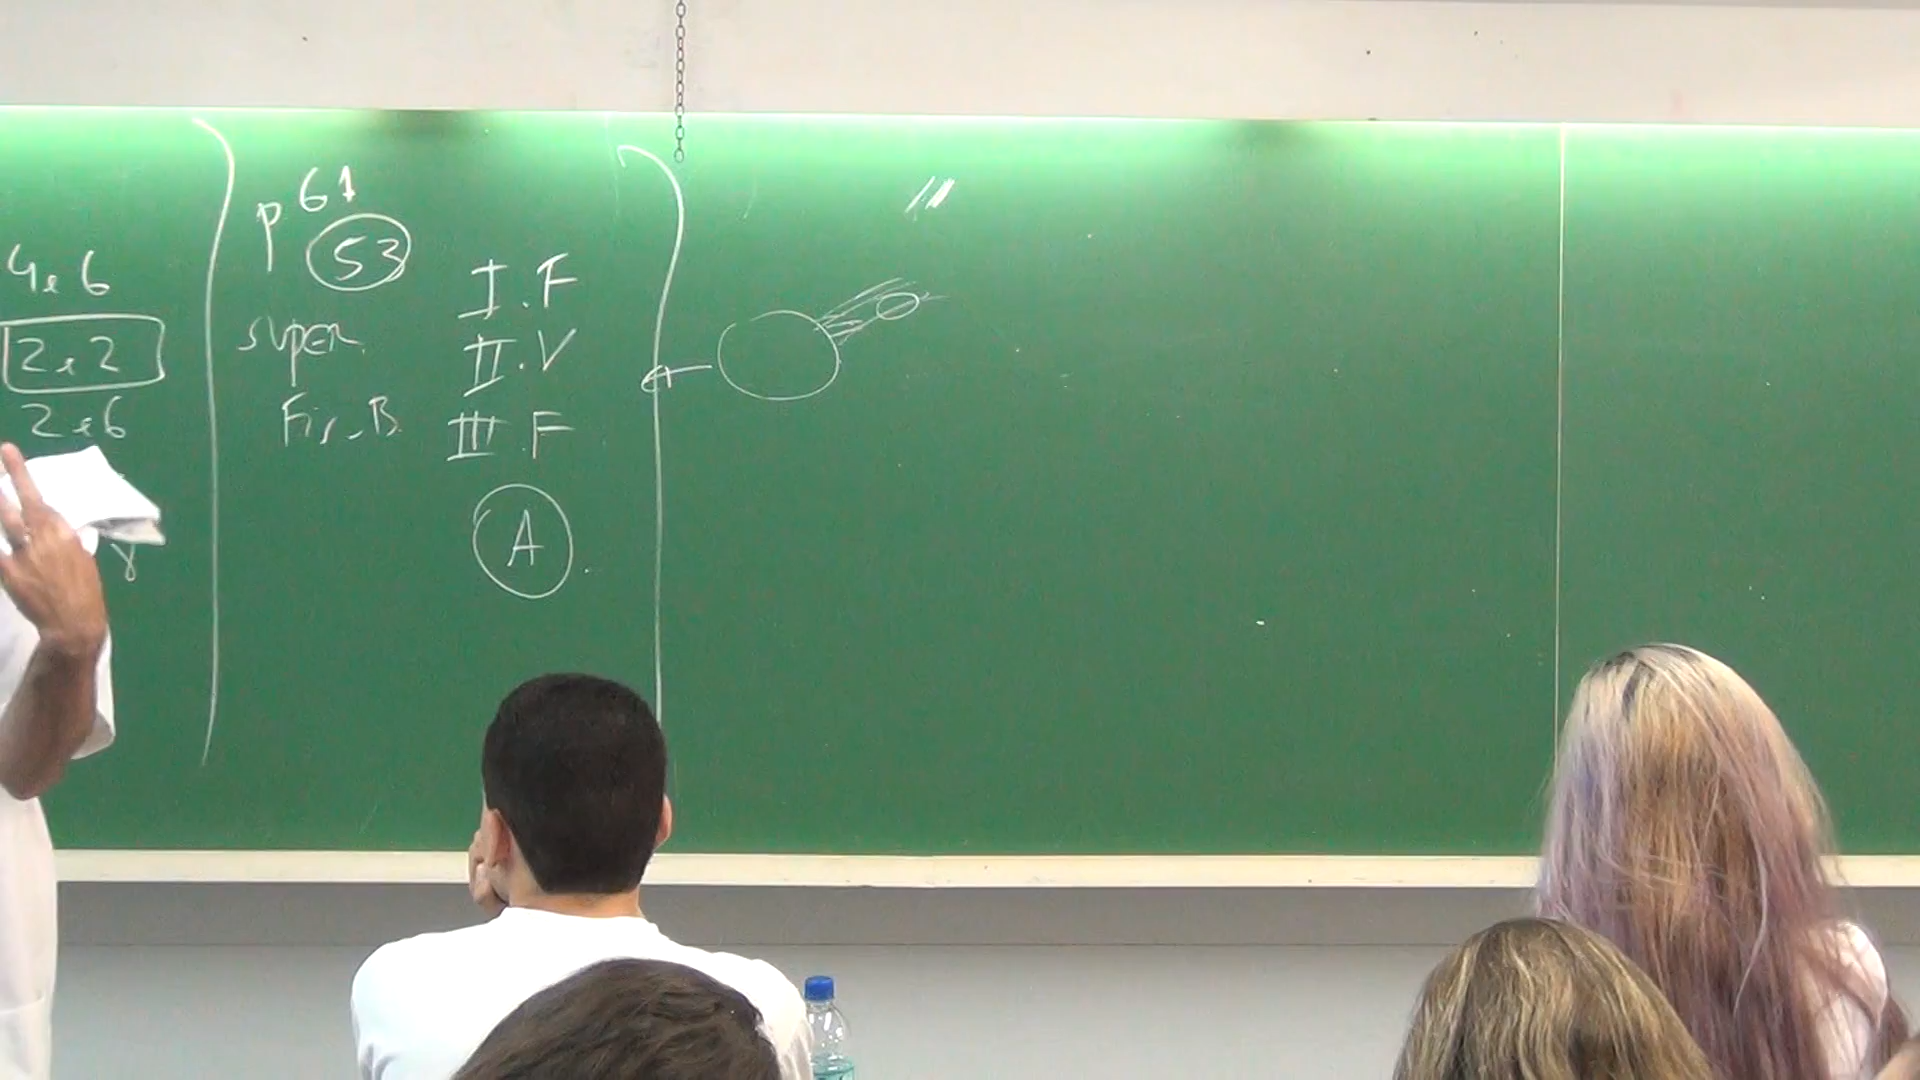 4 e 6
2 e 2
2 e 6
γ
p 61
53
super
Fis. B
I. F
II. V
III. F
A